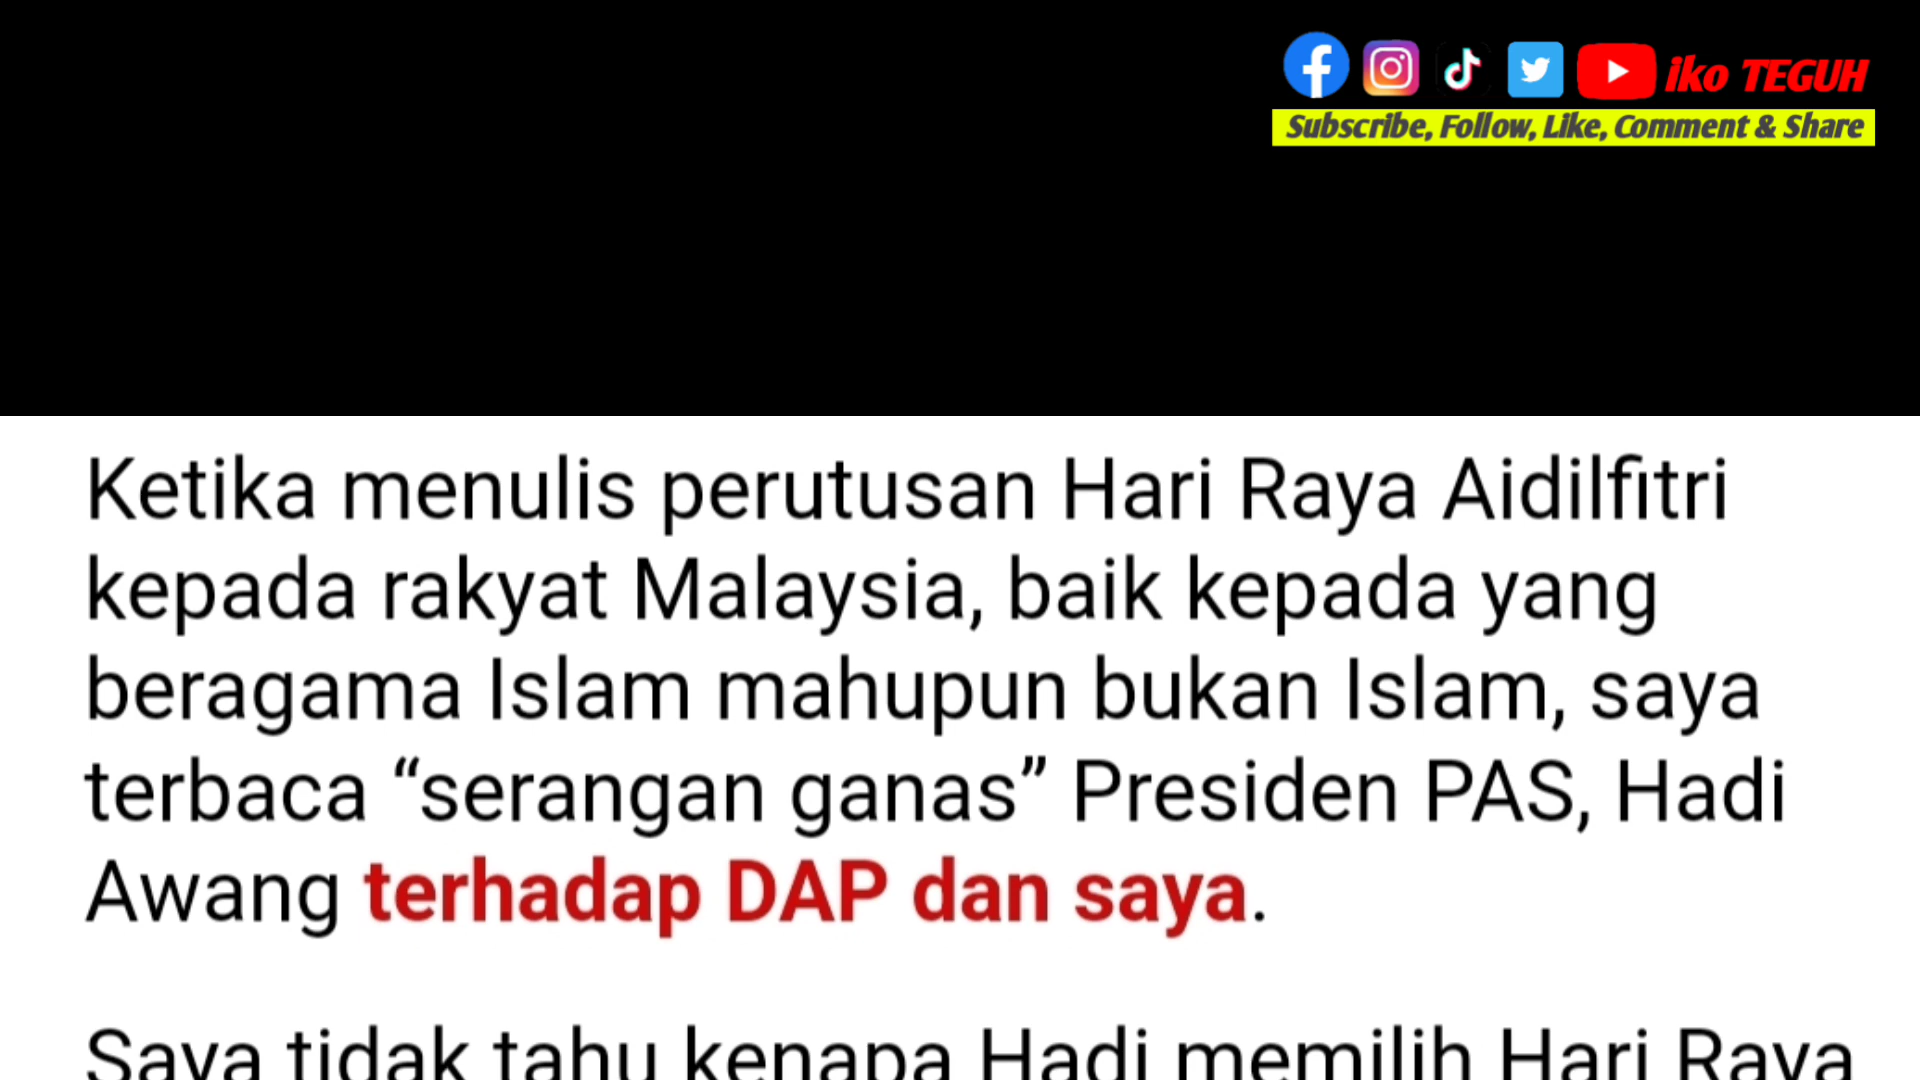 iko TEGUH
Subscribe, Follow, Like, Comment & Share
Ketika menulis perutusan Hari Raya Aidilfitri
kepada rakyat Malaysia, baik kepada yang
beragama Islam mahupun bukan Islam, saya
terbaca “serangan ganas” Presiden PAS, Hadi
Awang terhadap DAP dan saya.
Saya tidak tahu kenapa Hadi memilih Hari Raya